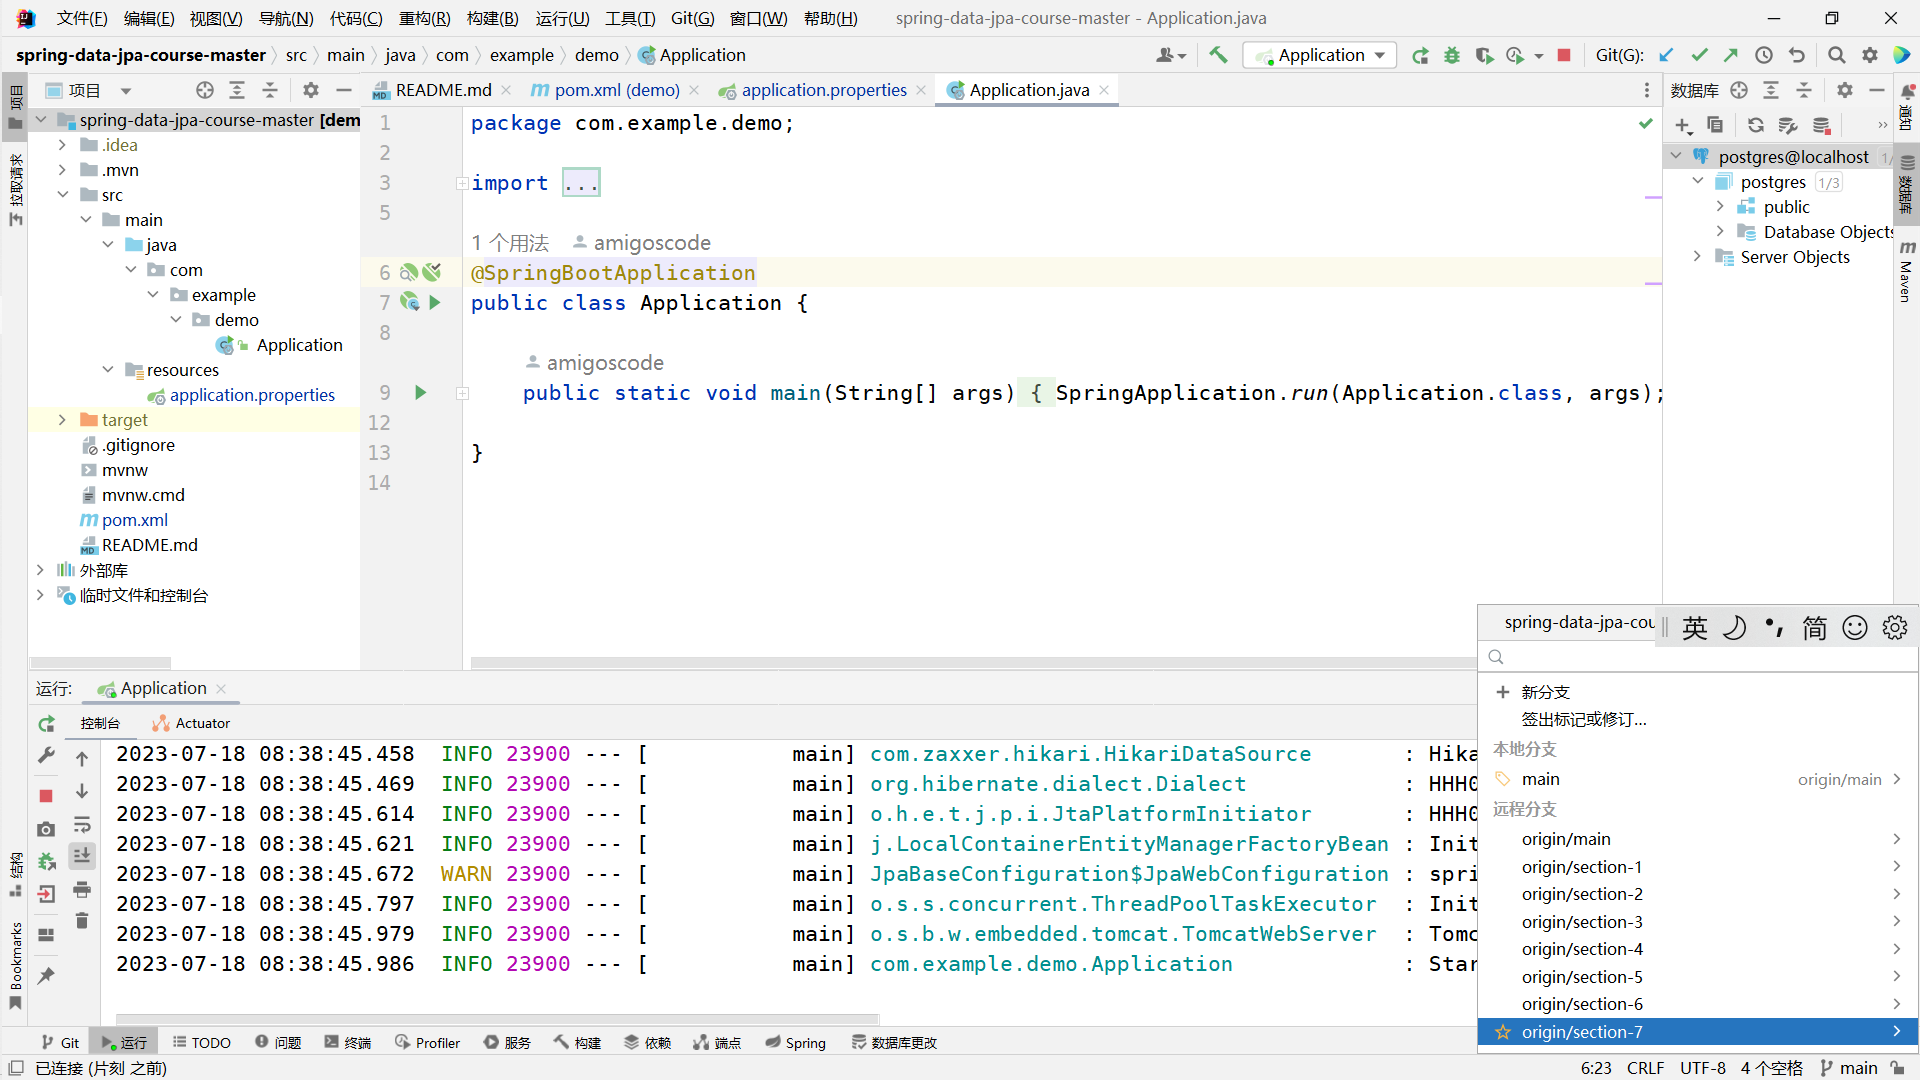 文件(F) 编辑(E) 视图(V) 导航(N) 代码(C) 重构(R) 构建(B) 运行(U) 工具(T) Git(G) 窗口(W) 帮助(H) spring-data-jpa-course-master - Application.java
spring-data-jpa-course-master src main java com example demo Application
Application
Git(G):
项目
README.md
pom.xml (demo)
application.properties
Application.java
数据库
项目
拉取请求
结构
Bookmarks
spring-data-jpa-course-master [dem
.idea
.mvn
src
main
java
com
example
demo
Application
resources
application.properties
target
.gitignore
mvnw
mvnw.cmd
pom.xml
README.md
外部库
临时文件和控制台
1 package com.example.demo;
2
3 import ...
5
1 个用法 amigoscode
6 @SpringBootApplication
7 public class Application {
8
amigoscode
9 public static void main(String[] args) { SpringApplication.run(Application.class, args);
12
13 }
14
postgres@localhost 1/
postgres 1/3
public
Database Objects
Server Objects
通知
数据库
Maven
运行: Application
控制台 Actuator
2023-07-18 08:38:45.458 INFO 23900 --- [ main] com.zaxxer.hikari.HikariDataSource : Hika
2023-07-18 08:38:45.469 INFO 23900 --- [ main] org.hibernate.dialect.Dialect : HHH0
2023-07-18 08:38:45.614 INFO 23900 --- [ main] o.h.e.t.j.p.i.JtaPlatformInitiator : HHH0
2023-07-18 08:38:45.621 INFO 23900 --- [ main] j.LocalContainerEntityManagerFactoryBean : Init
2023-07-18 08:38:45.672 WARN 23900 --- [ main] JpaBaseConfiguration$JpaWebConfiguration : spri
2023-07-18 08:38:45.797 INFO 23900 --- [ main] o.s.s.concurrent.ThreadPoolTaskExecutor : Init
2023-07-18 08:38:45.979 INFO 23900 --- [ main] o.s.b.w.embedded.tomcat.TomcatWebServer : Tomc
2023-07-18 08:38:45.986 INFO 23900 --- [ main] com.example.demo.Application : Star
spring-data-jpa-cou
英 简
新分支
签出标记或修订...
本地分支
main origin/main
远程分支
origin/main
origin/section-1
origin/section-2
origin/section-3
origin/section-4
origin/section-5
origin/section-6
origin/section-7
Git 运行 TODO 问题 终端 Profiler 服务 构建 依赖 端点 Spring 数据库更改
已连接 (片刻 之前) 6:23 CRLF UTF-8 4 个空格 main